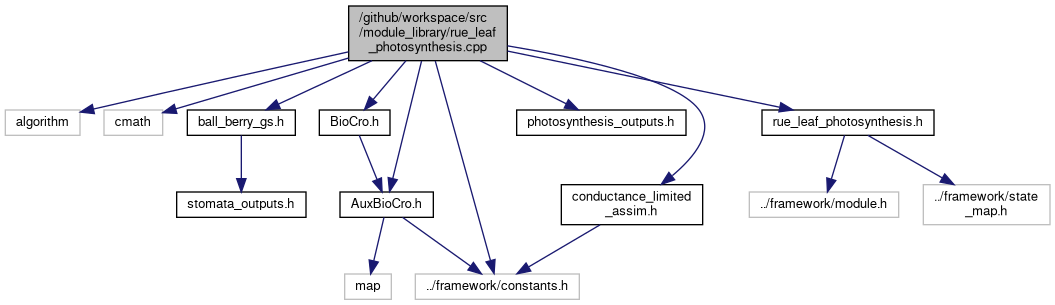 /github/workspace/src
/module_library/rue_leaf
_photosynthesis.cpp
algorithm
cmath
ball_berry_gs.h
BioCro.h
photosynthesis_outputs.h
rue_leaf_photosynthesis.h
stomata_outputs.h
AuxBioCro.h
conductance_limited
_assim.h
../framework/module.h
../framework/state
_map.h
map
../framework/constants.h